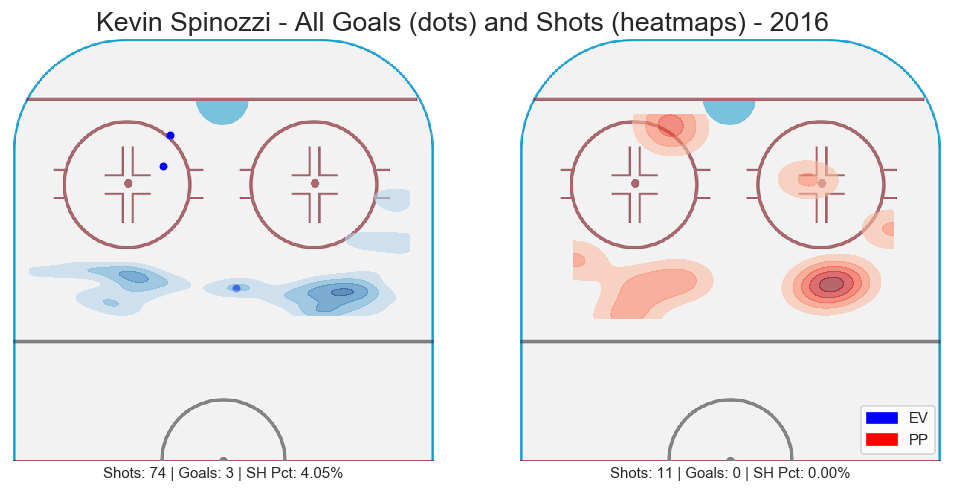 Kevin Spinozzi - All Goals (dots) and Shots (heatmaps) - 2016
EV
PP
Shots: 74 | Goals: 3 | SH Pct: 4.05%
Shots: 11 | Goals: 0 | SH Pct: 0.00%